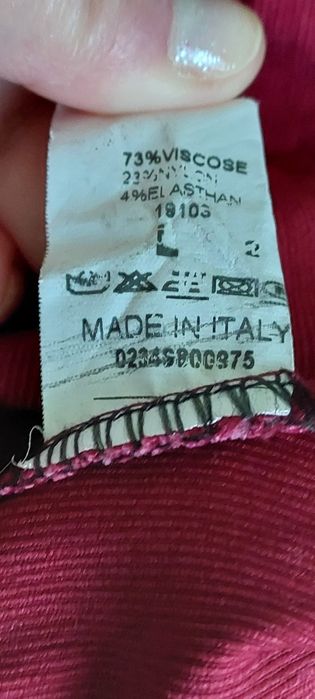 73%VISCOSE
23%NYLON
4%ELASTHAN
18103
L 2
MADE IN ITALY